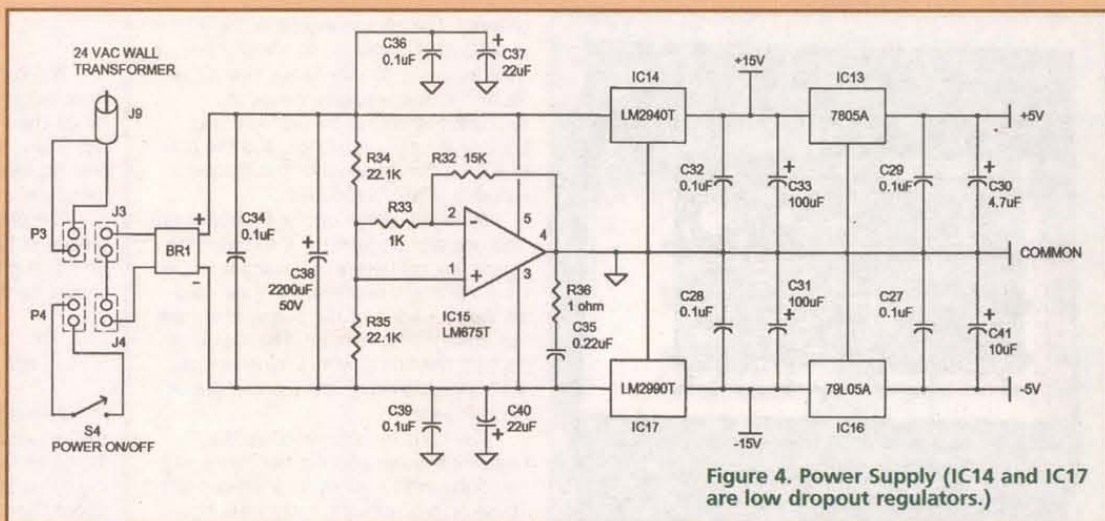 24 VAC WALL
TRANSFORMER
J9
P3
J3
P4
J4
S4
POWER ON/OFF
+
BR1
-
C34
0.1uF
+
C38
2200uF
50V
C36
0.1uF
+
C37
22uF
R34
22.1K
R32 15K
R33
1K
2
-
5
4
1
+
3
IC15
LM675T
R35
22.1K
R36
1 ohm
C35
0.22uF
C39
0.1uF
C40
22uF
+
IC14
LM2940T
+15V
IC13
7805A
+5V
C32
0.1uF
+
C33
100uF
C29
0.1uF
+
C30
4.7uF
COMMON
C28
0.1uF
C31
100uF
+
C27
0.1uF
+
C41
10uF
LM2990T
IC17
-15V
79L05A
IC16
-5V
Figure 4. Power Supply (IC14 and IC17
are low dropout regulators.)